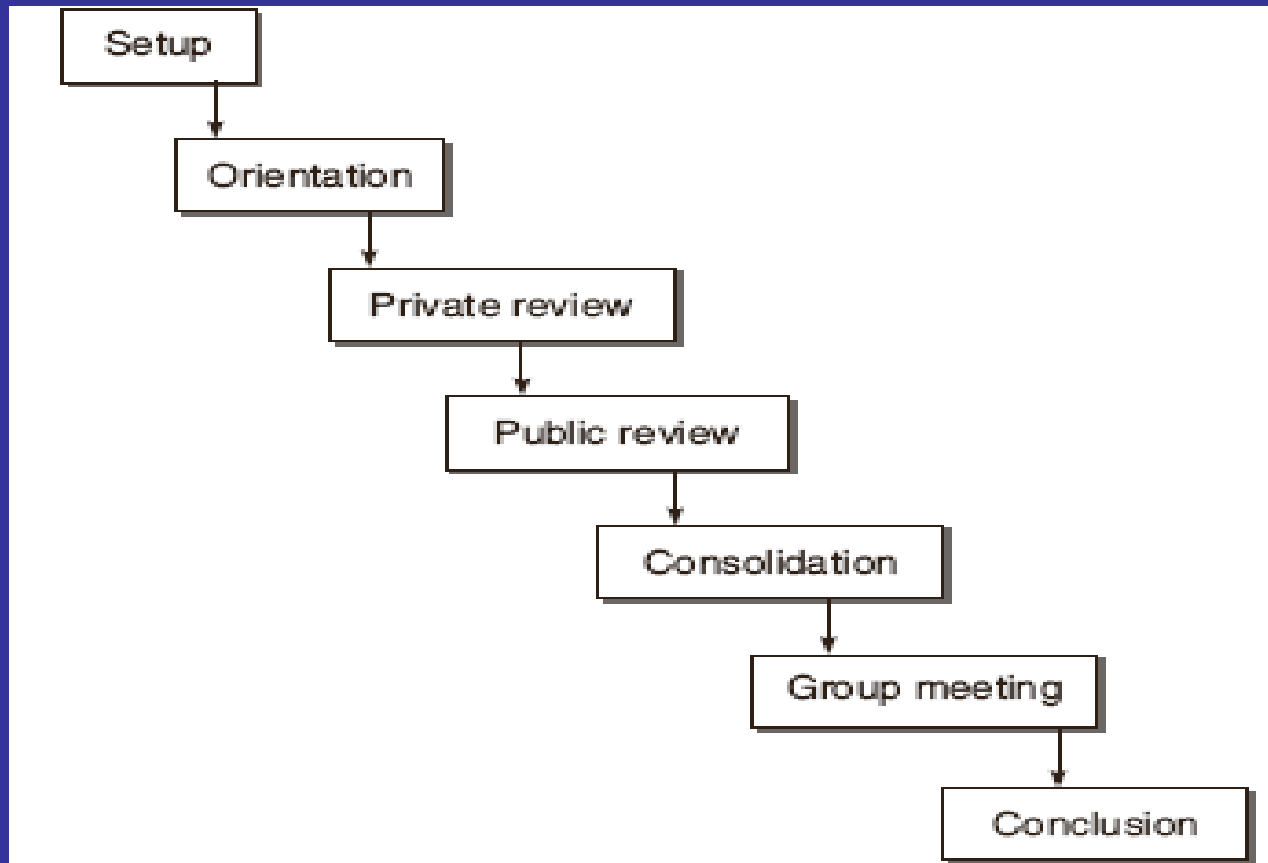 Setup
Orientation
Private review
Public review
Consolidation
Group meeting
Conclusion